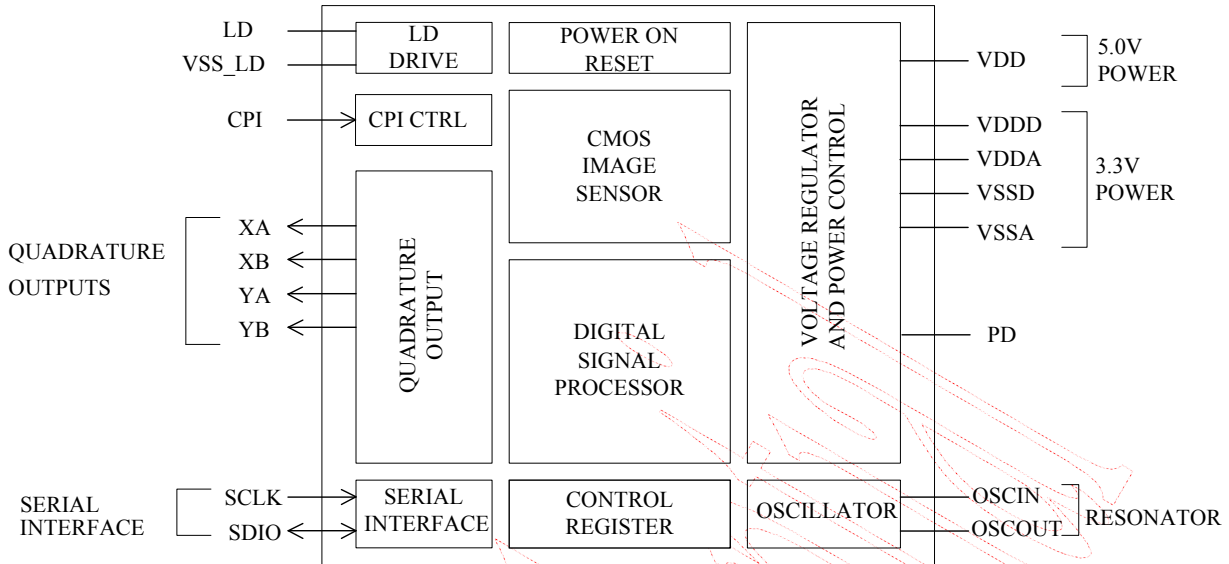 LD
VSS_LD
CPI
QUADRATURE
OUTPUTS
XA
XB
YA
YB
SERIAL
INTERFACE
SCLK
SDIO
LD
DRIVE
CPI CTRL
QUADRATURE
OUTPUT
SERIAL
INTERFACE
POWER ON
RESET
CMOS
IMAGE
SENSOR
DIGITAL
SIGNAL
PROCESSOR
CONTROL
REGISTER
VOLTAGE REGULATOR
AND POWER CONTROL
OSCILLATOR
VDD
5.0V
POWER
VDDD
VDDA
VSSD
VSSA
3.3V
POWER
PD
OSCIN
OSCOUT
RESONATOR